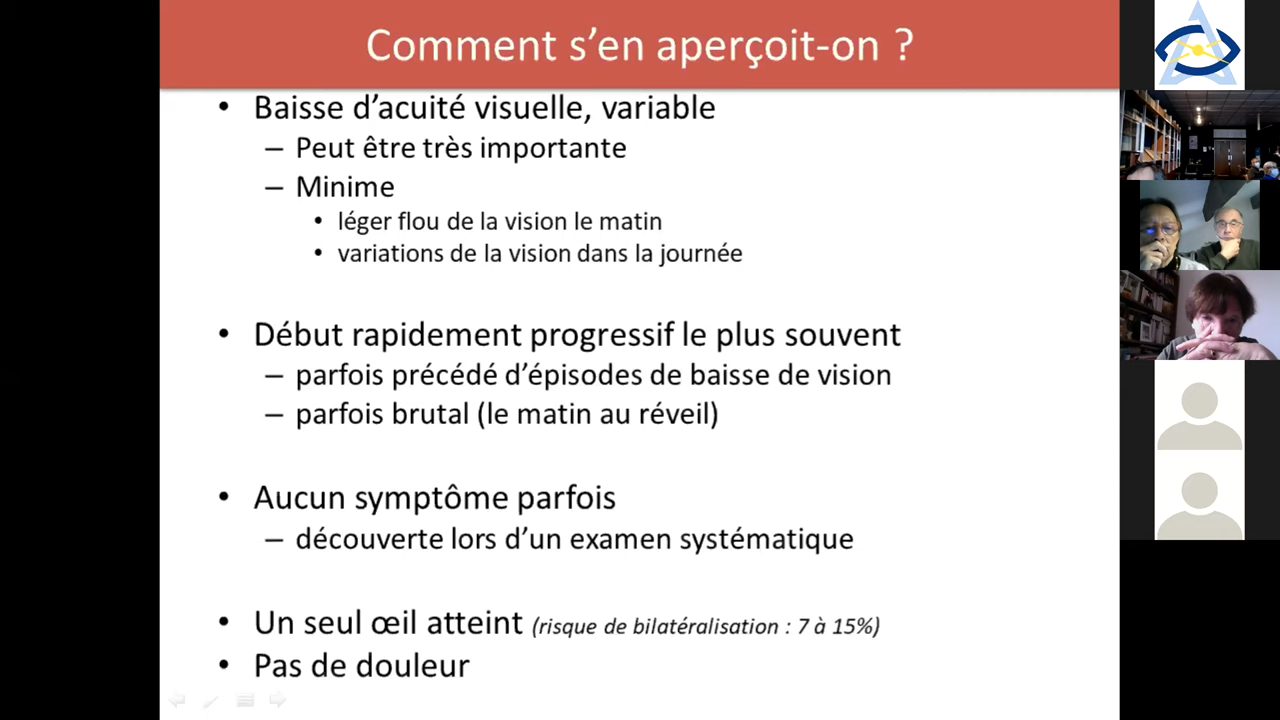 Comment s’en aperçoit-on ?
• Baisse d’acuité visuelle, variable
– Peut être très importante
– Minime
• léger flou de la vision le matin
• variations de la vision dans la journée
• Début rapidement progressif le plus souvent
– parfois précédé d’épisodes de baisse de vision
– parfois brutal (le matin au réveil)
• Aucun symptôme parfois
– découverte lors d’un examen systématique
• Un seul œil atteint (risque de bilatéralisation : 7 à 15%)
• Pas de douleur